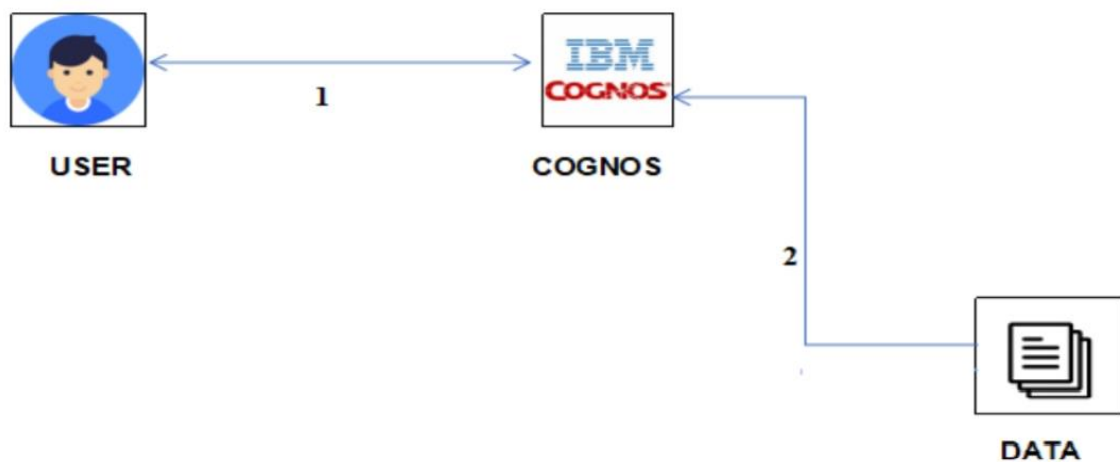 IBM
COGNOS
1
USER
COGNOS
2
DATA